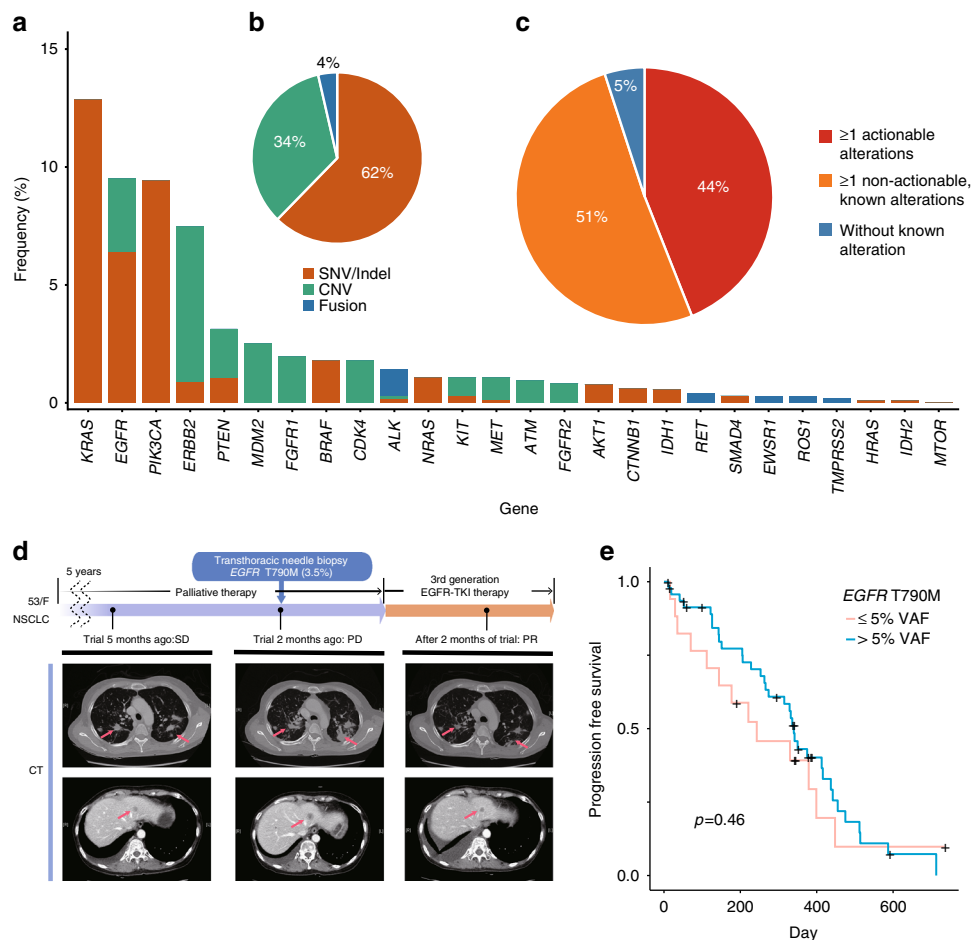 a
b
c
15
10
5
0
Frequency (%)
4%
34%
62%
SNV/Indel
CNV
Fusion
5%
44%
51%
≥1 actionable
alterations
≥1 non-actionable,
known alterations
Without known
alteration
KRAS
EGFR
PIK3CA
ERBB2
PTEN
MDM2
FGFR1
BRAF
CDK4
ALK
NRAS
KIT
MET
ATM
FGFR2
AKT1
CTNNB1
IDH1
RET
SMAD4
EWSR1
ROS1
TMPRSS2
HRAS
IDH2
MTOR
Gene
d
Transthoracic needle biopsy
EGFR T790M (3.5%)
5 years
Palliative therapy
3rd generation
EGFR-TKI therapy
53/F
NSCLC
Trial 5 months ago:SD
Trial 2 months ago: PD
After 2 months of trial: PR
CT
e
1.0
0.5
0.0
Progression free survival
EGFR T790M
≤ 5% VAF
> 5% VAF
p=0.46
0
200
400
600
Day